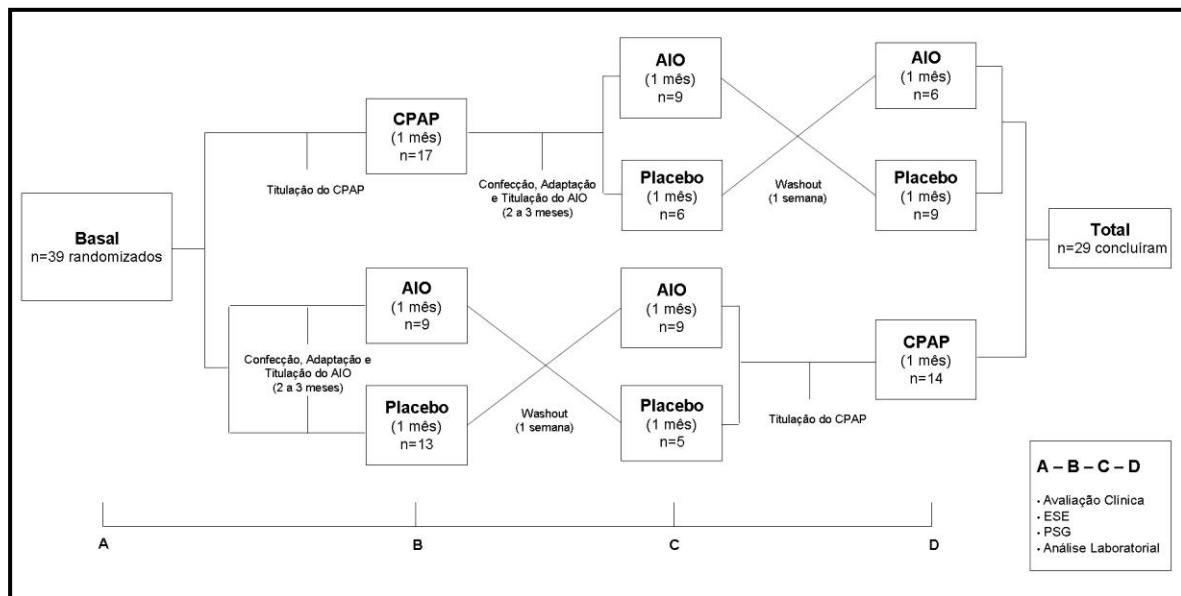 Basal
n=39 randomizados
Titulação do CPAP
CPAP
(1 mês)
n=17
Confecção, Adaptação
e Titulação do AIO
(2 a 3 meses)
AIO
(1 mês)
n=9
Placebo
(1 mês)
n=6
Washout
(1 semana)
AIO
(1 mês)
n=6
Placebo
(1 mês)
n=9
Confecção, Adaptação e
Titulação do AIO
(2 a 3 meses)
AIO
(1 mês)
n=9
Placebo
(1 mês)
n=13
Washout
(1 semana)
AIO
(1 mês)
n=9
Placebo
(1 mês)
n=5
Titulação do CPAP
CPAP
(1 mês)
n=14
Total
n=29 concluíram
A
B
C
D
A – B – C – D
· Avaliação Clínica
· ESE
· PSG
· Análise Laboratorial